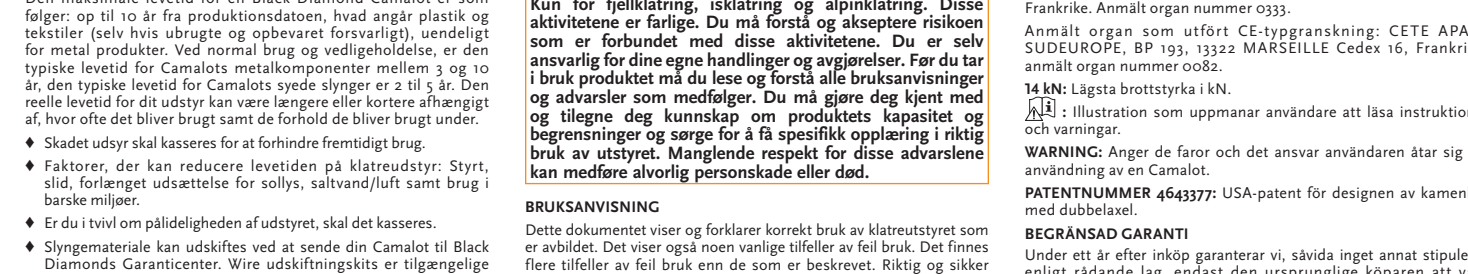 Den maksimale levetid for en Black Diamond Camalot er som
følger: op til 10 år fra produktionsdatoen, hvad angår plastik og
tekstiler (selv hvis ubrugte og opbevaret forsvarligt), uendeligt
for metal produkter. Ved normal brug og vedligeholdelse, er den
typiske levetid for Camalots metalkomponenter mellem 3 og 10
år, den typiske levetid for Camalots syede slynger er 2 til 5 år. Den
reelle levetid for dit udstyr kan være længere eller kortere afhængigt
af, hvor ofte det bliver brugt samt de forhold de bliver brugt under.
♦ Skadet udsyr skal kasseres for at forhindre fremtidigt brug.
♦ Faktorer, der kan reducere levetiden på klatreudstyr: Styrt,
slid, forlænget udsættelse for sollys, saltvand/luft samt brug i
barske miljøer.
♦ Er du i tvivl om pålideligheden af udstyret, skal det kasseres.
♦ Slyngemateriale kan udskiftes ved at sende din Camalot til Black
Diamonds Garanticenter. Wire udskiftningskits er tilgængelige
Kun for fjellklatring, isklatring og alpinklatring. Disse
aktivitetene er farlige. Du må forstå og akseptere risikoen
som er forbundet med disse aktivitetene. Du er selv
ansvarlig for dine egne handlinger og avgjørelser. Før du tar
i bruk produktet må du lese og forstå alle bruksanvisninger
og advarsler som medfølger. Du må gjøre deg kjent med
og tilegne deg kunnskap om produktets kapasitet og
begrensninger og sørge for å få spesifikk opplæring i riktig
bruk av utstyret. Manglende respekt for disse advarslene
kan medføre alvorlig personskade eller død.
BRUKSANVISNING
Dette dokumentet viser og forklarer korrekt bruk av klatreutstyret som
er avbildet. Det viser også noen vanlige tilfeller av feil bruk. Det finnes
flere tilfeller av feil bruk enn de som er beskrevet. Riktig og sikker
Frankrike. Anmält organ nummer 0333.
Anmält organ som utfört CE-typgranskning: CETE APA
SUDEUROPE, BP 193, 13322 MARSEILLE Cedex 16, Frankri
anmält organ nummer 0082.
14 kN: Lägsta brottstyrka i kN.
: Illustration som uppmanar användare att läsa instruktion
och varningar.
WARNING: Anger de faror och det ansvar användaren åtar sig
användning av en Camalot.
PATENTNUMMER 4643377: USA-patent för designen av kamen
med dubbelaxel.
BEGRÄNSAD GARANTI
Under ett år efter inköp garanterar vi, såvida inget annat stipule
enligt rådande lag, endast den ursprunglige köparen att v